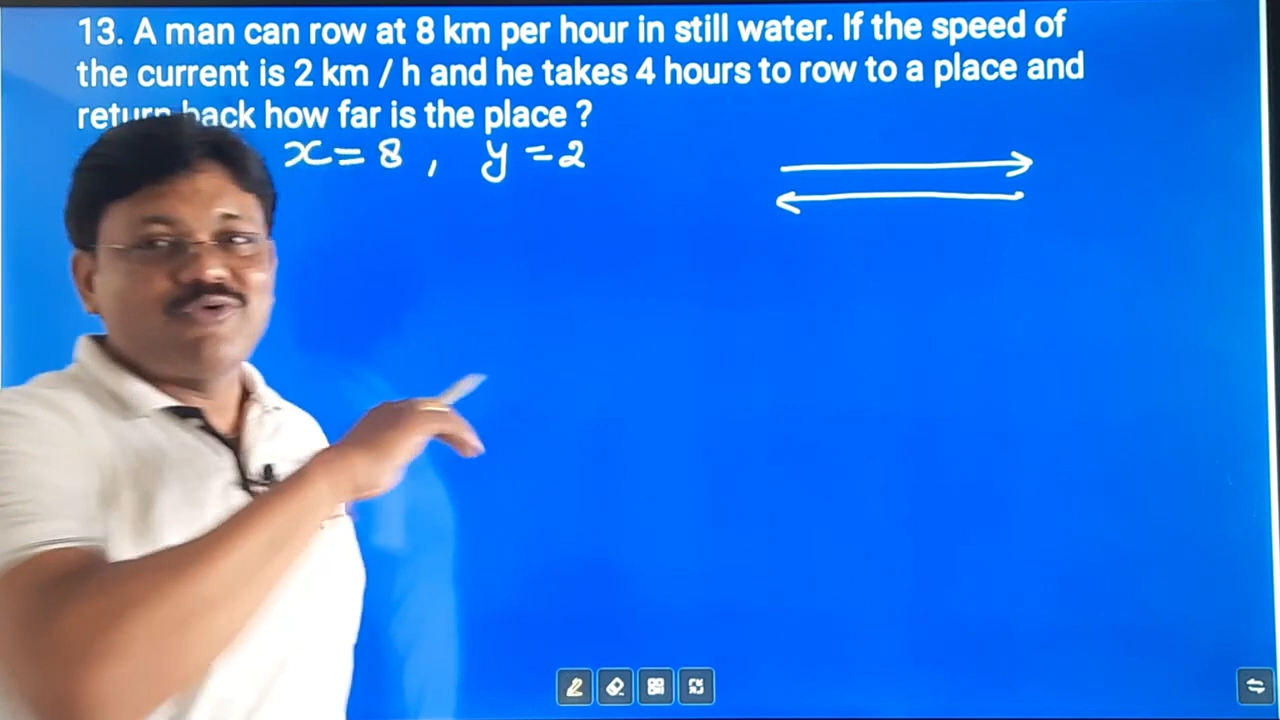 13. A man can row at 8 km per hour in still water. If the speed of
the current is 2 km / h and he takes 4 hours to row to a place and
return back how far is the place ?
x = 8 , y = 2